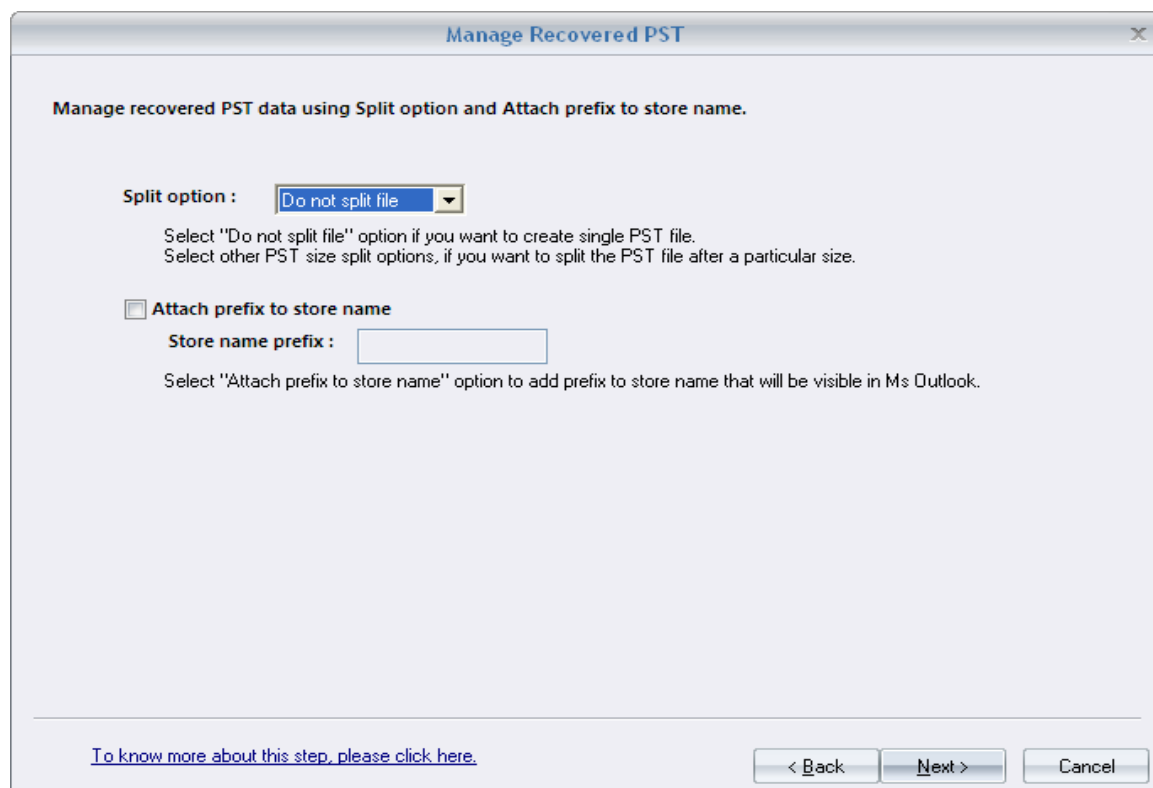 Manage Recovered PST
Manage recovered PST data using Split option and Attach prefix to store name.
Split option :
Do not split file
Select "Do not split file" option if you want to create single PST file.
Select other PST size split options, if you want to split the PST file after a particular size.
Attach prefix to store name
Store name prefix :
Select "Attach prefix to store name" option to add prefix to store name that will be visible in Ms Outlook.
To know more about this step, please click here.
< Back
Next >
Cancel